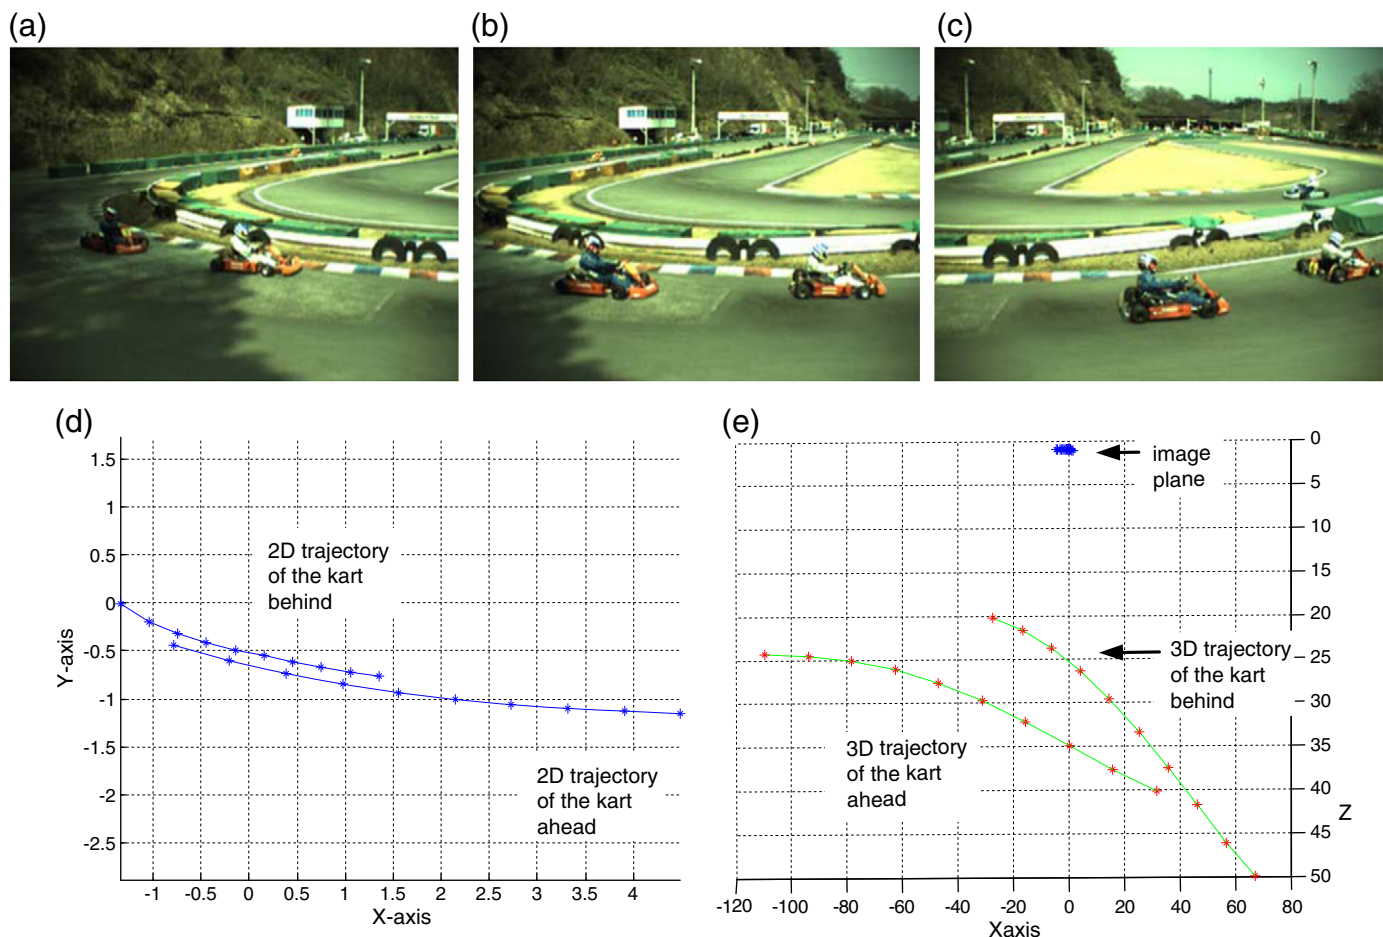 (a)
(b)
(c)
(d)
1.5
1
0.5
0
-0.5
-1
-1.5
-2
-2.5
Y-axis
2D trajectory
of the kart
behind
2D trajectory
of the kart
ahead
-1
-0.5
0
0.5
1
1.5
2
2.5
3
3.5
4
X-axis
(e)
image
plane
3D trajectory
of the kart
behind
3D trajectory
of the kart
ahead
0
5
10
15
20
25
30
35
40
45
50
Z
-120
-100
-80
-60
-40
-20
0
20
40
60
80
Xaxis